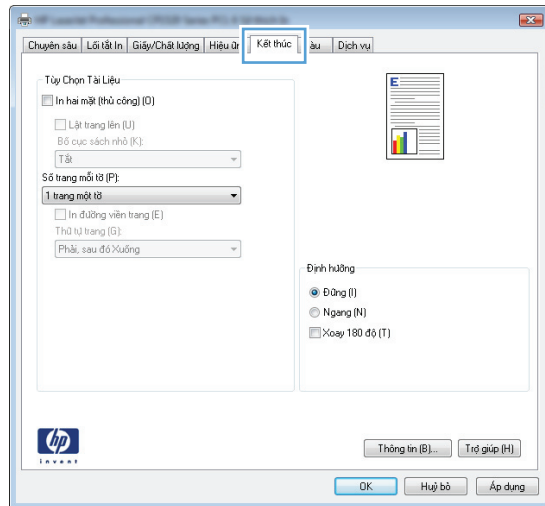 Chuyên sâu Lối tắt In Giấy/Chất lượng Hiệu ứn Kết thúc àu Dịch vụ
Tùy Chọn Tài Liệu
In hai mặt (thủ công) (O)
Lật trang lên (U)
Bố cục sách nhỏ (K):
Tắt
Số trang mỗi tờ (P):
1 trang một tờ
In đường viền trang (E)
Thứ tự trang (G):
Phải, sau đó Xuống
E
Định hướng
Đứng (I)
Ngang (N)
Xoay 180 độ (T)
hp
invent
Thông tin (B)... Trợ giúp (H)
OK Huỷ bỏ Áp dụng